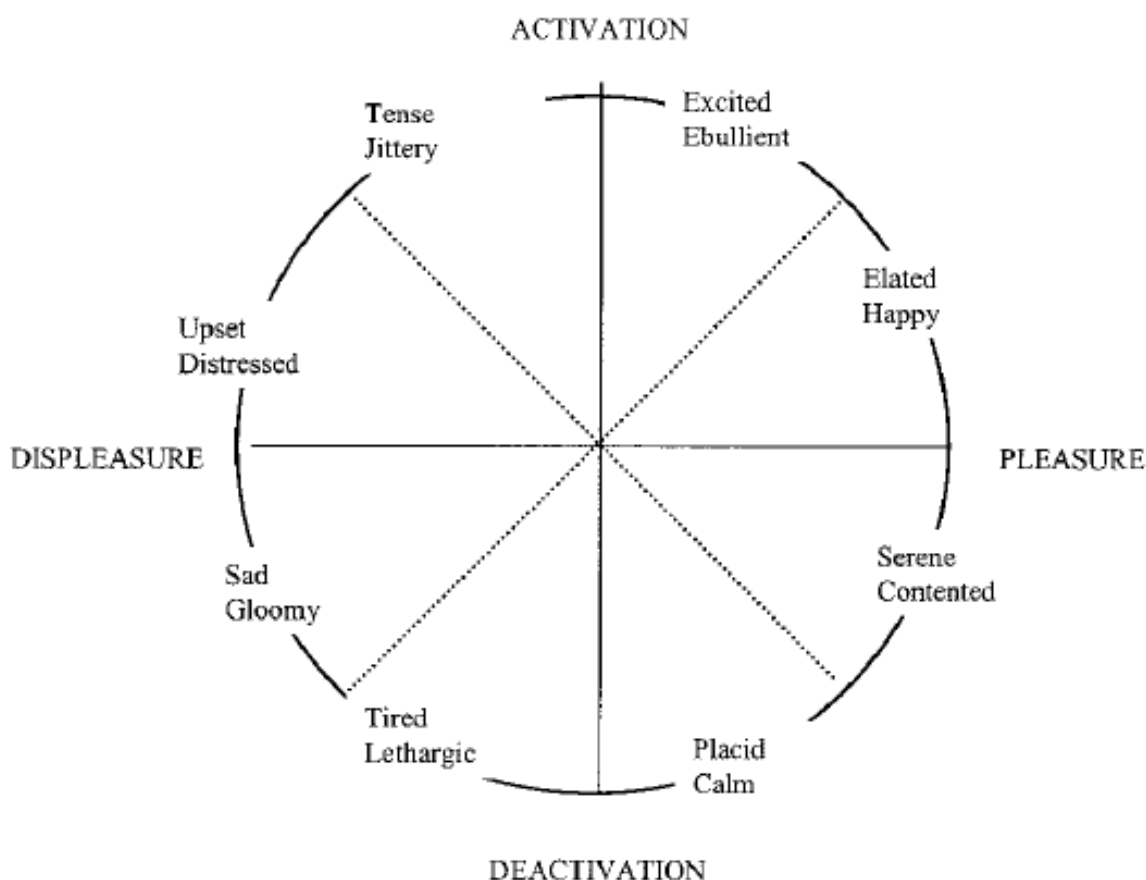 ACTIVATION
Excited
Ebullient
Tense
Jittery
Elated
Happy
Upset
Distressed
DISPLEASURE
PLEASURE
Serene
Contented
Sad
Gloomy
Tired
Lethargic
Placid
Calm
DEACTIVATION